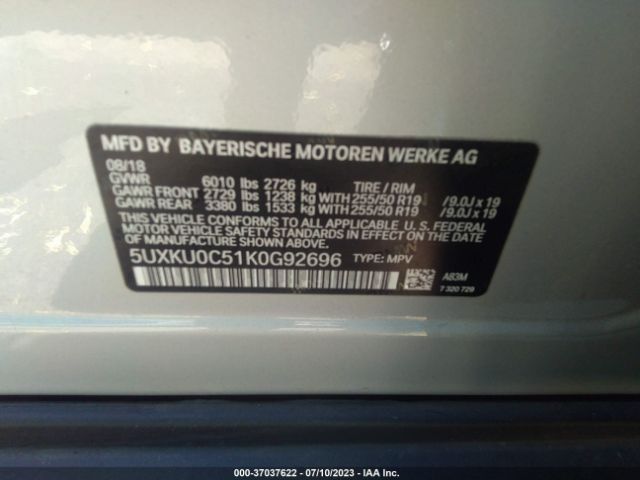 MFD BY BAYERISCHE MOTOREN WERKE AG
08/18
GVWR 6010 lbs 2726 kg TIRE / RIM
GAWR FRONT 2729 lbs 1238 kg WITH 255/50 R19 /9.0J x 19
GAWR REAR 3380 lbs 1533 kg WITH 255/50 R19 /9.0J x 19
THIS VEHICLE CONFORMS TO ALL APPLICABLE U. S. FEDERAL
MOTOR VEHICLE SAFETY STANDARDS IN EFFECT
ON THE DATE OF MANUFACTURE SHOWN ABOVE.
5UXKU0C51K0G92696 TYPE: MPV
A83M
7 320 729
000-37037622 - 07/10/2023 - IAA Inc.